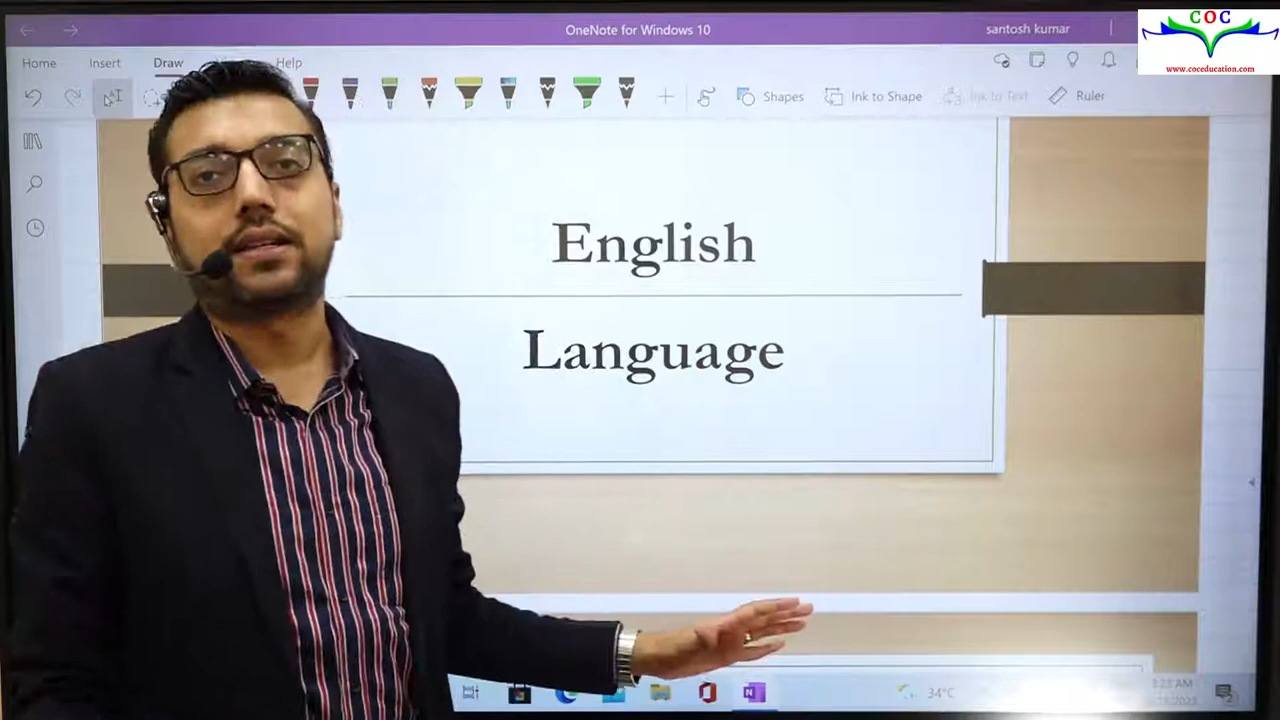 OneNote for Windows 10
santosh kumar
COC
www.coceducation.com
Home
Insert
Draw
Help
Shapes
Ink to Shape
Ink to Text
Ruler
English
Language
34°C